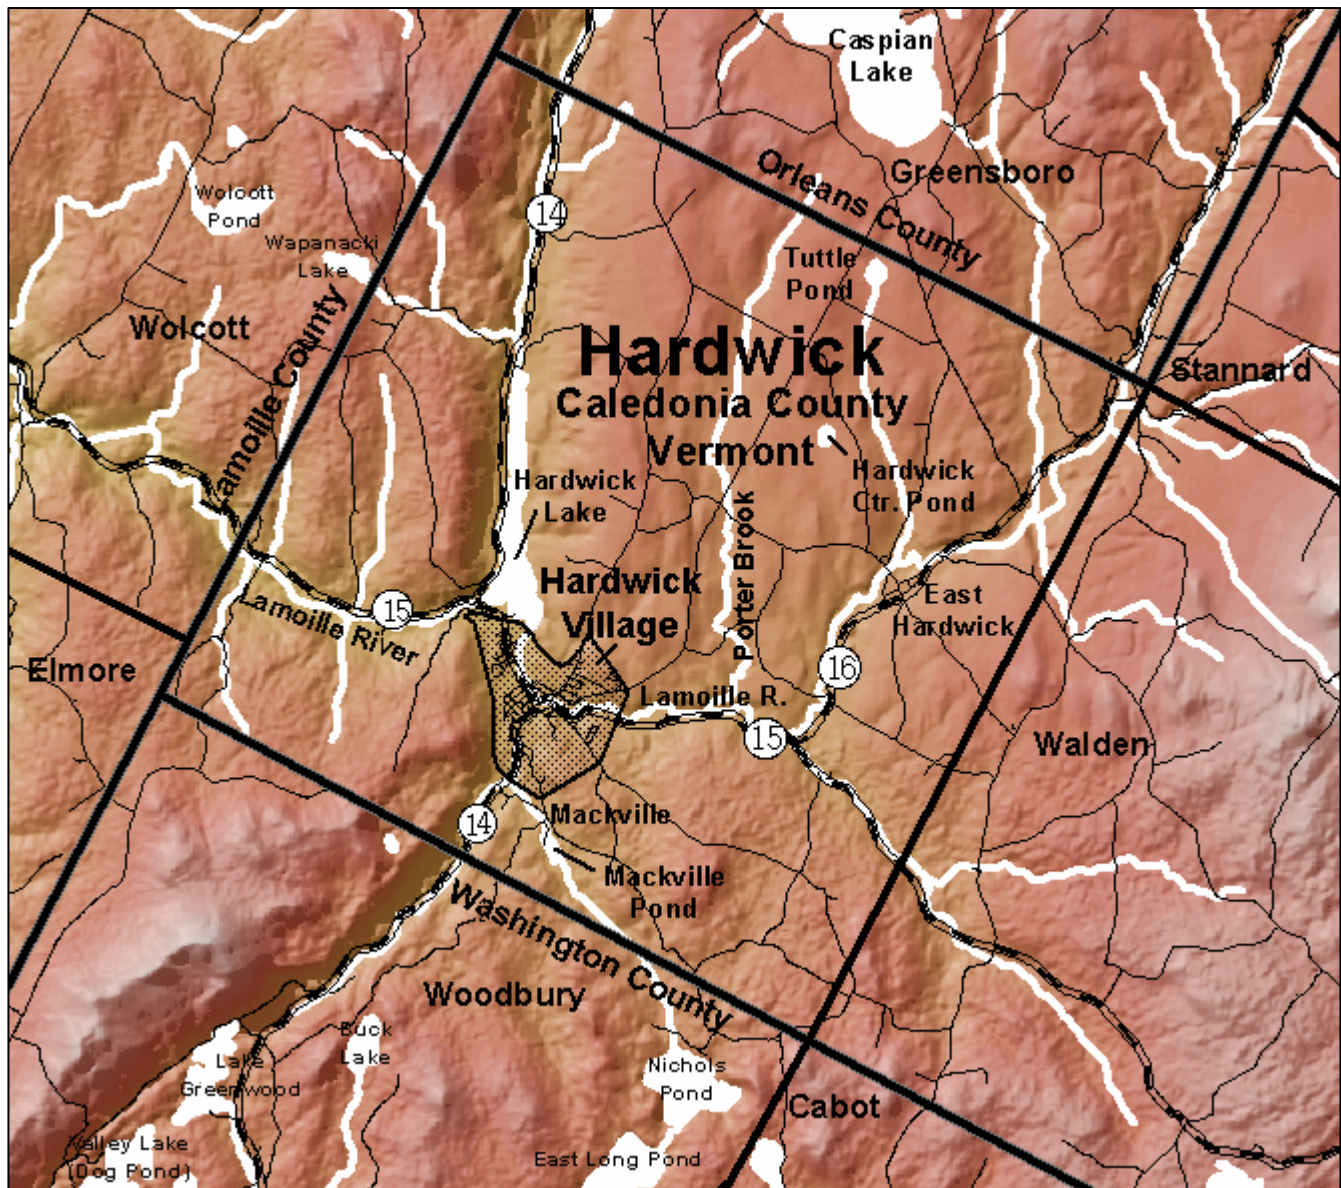 Caspian
Lake
Greensboro
Orleans County
Wolcott
Pond
14
Wapanacki
Lake
Tuttle
Pond
Wolcott
Lamoille County
Hardwick
Caledonia County
Vermont
Stannard
Hardwick
Ctr. Pond
Hardwick
Lake
Porter Brook
Hardwick
Village
15
Lamoille River
East
Hardwick
Elmore
16
Lamoille R.
15
Walden
14
Mackville
Mackville
Pond
Washington County
Woodbury
Buck
Lake
Lake
Greenwood
Nichols
Pond
Cabot
Valley Lake
(Dog Pond)
East Long Pond